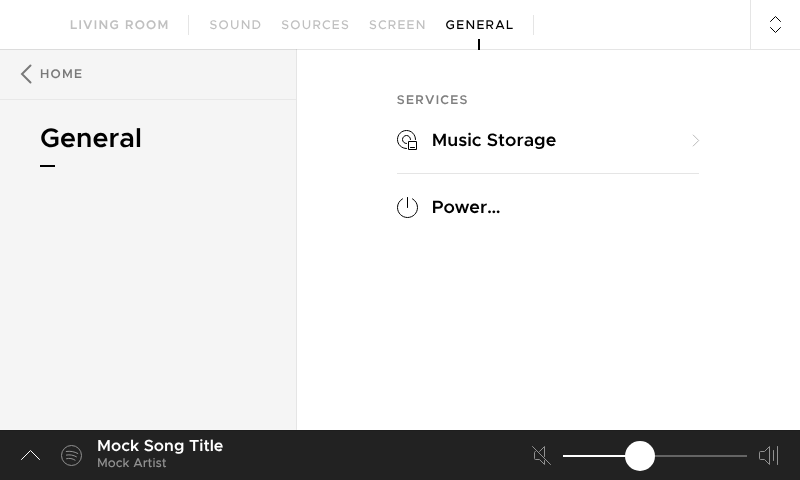 LIVING ROOM SOUND SOURCES SCREEN GENERAL
HOME
General
SERVICES
Music Storage
Power...
Mock Song Title
Mock Artist